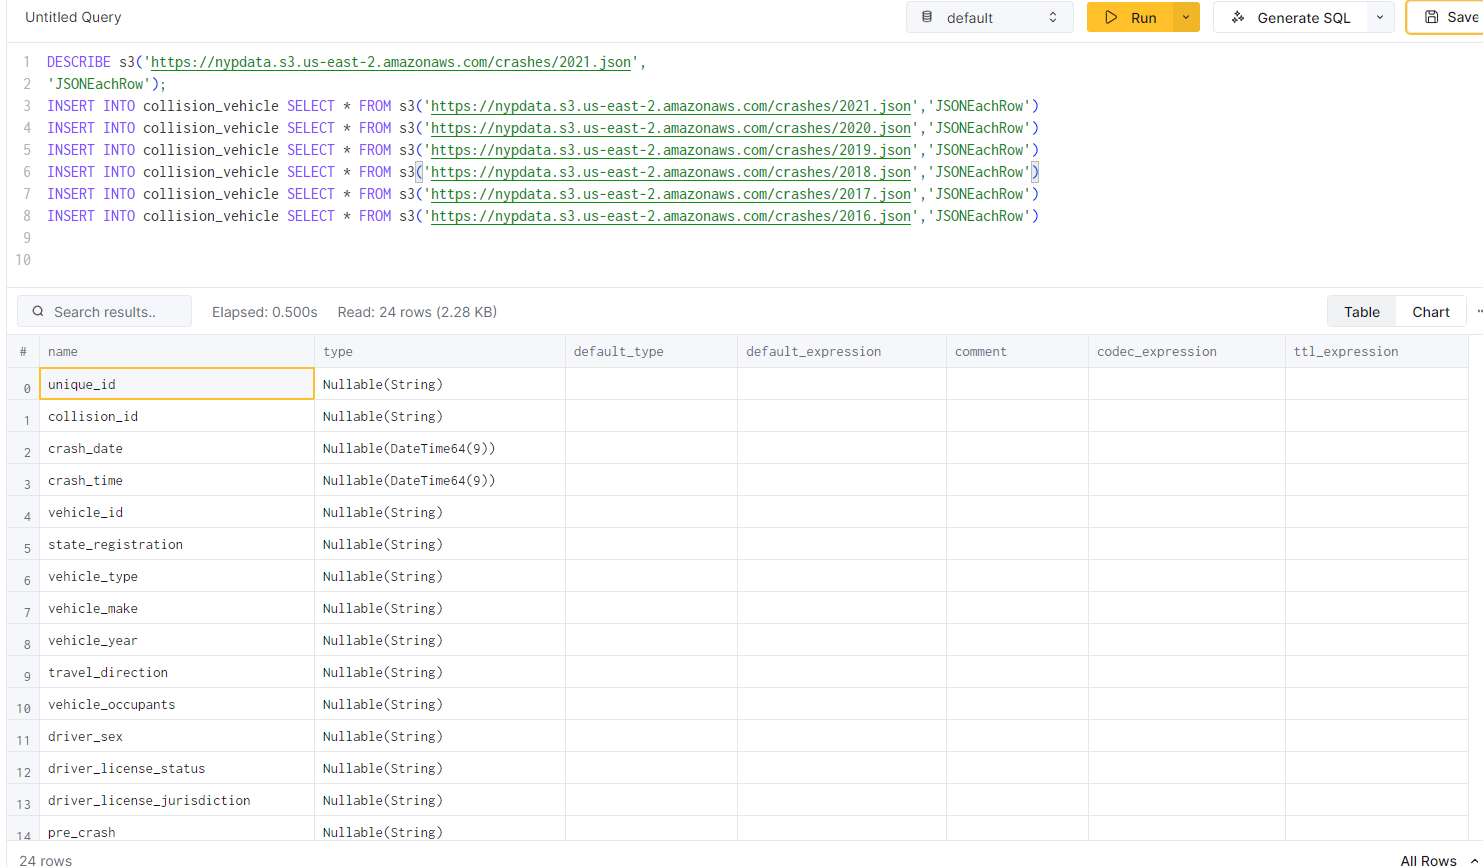 Untitled Query
default
Run
Generate SQL
Save
1 DESCRIBE s3('https://nypdata.s3.us-east-2.amazonaws.com/crashes/2021.json',
2 'JSONEachRow');
3 INSERT INTO collision_vehicle SELECT * FROM s3('https://nypdata.s3.us-east-2.amazonaws.com/crashes/2021.json','JSONEachRow')
4 INSERT INTO collision_vehicle SELECT * FROM s3('https://nypdata.s3.us-east-2.amazonaws.com/crashes/2020.json','JSONEachRow')
5 INSERT INTO collision_vehicle SELECT * FROM s3('https://nypdata.s3.us-east-2.amazonaws.com/crashes/2019.json','JSONEachRow')
6 INSERT INTO collision_vehicle SELECT * FROM s3('https://nypdata.s3.us-east-2.amazonaws.com/crashes/2018.json','JSONEachRow')
7 INSERT INTO collision_vehicle SELECT * FROM s3('https://nypdata.s3.us-east-2.amazonaws.com/crashes/2017.json','JSONEachRow')
8 INSERT INTO collision_vehicle SELECT * FROM s3('https://nypdata.s3.us-east-2.amazonaws.com/crashes/2016.json','JSONEachRow')
9
10
Search results.. Elapsed: 0.500s Read: 24 rows (2.28 KB) Table Chart
# name type default_type default_expression comment codec_expression ttl_expression
0 unique_id Nullable(String)
1 collision_id Nullable(String)
2 crash_date Nullable(DateTime64(9))
3 crash_time Nullable(DateTime64(9))
4 vehicle_id Nullable(String)
5 state_registration Nullable(String)
6 vehicle_type Nullable(String)
7 vehicle_make Nullable(String)
8 vehicle_year Nullable(String)
9 travel_direction Nullable(String)
10 vehicle_occupants Nullable(String)
11 driver_sex Nullable(String)
12 driver_license_status Nullable(String)
13 driver_license_jurisdiction Nullable(String)
14 pre_crash Nullable(String)
24 rows All Rows